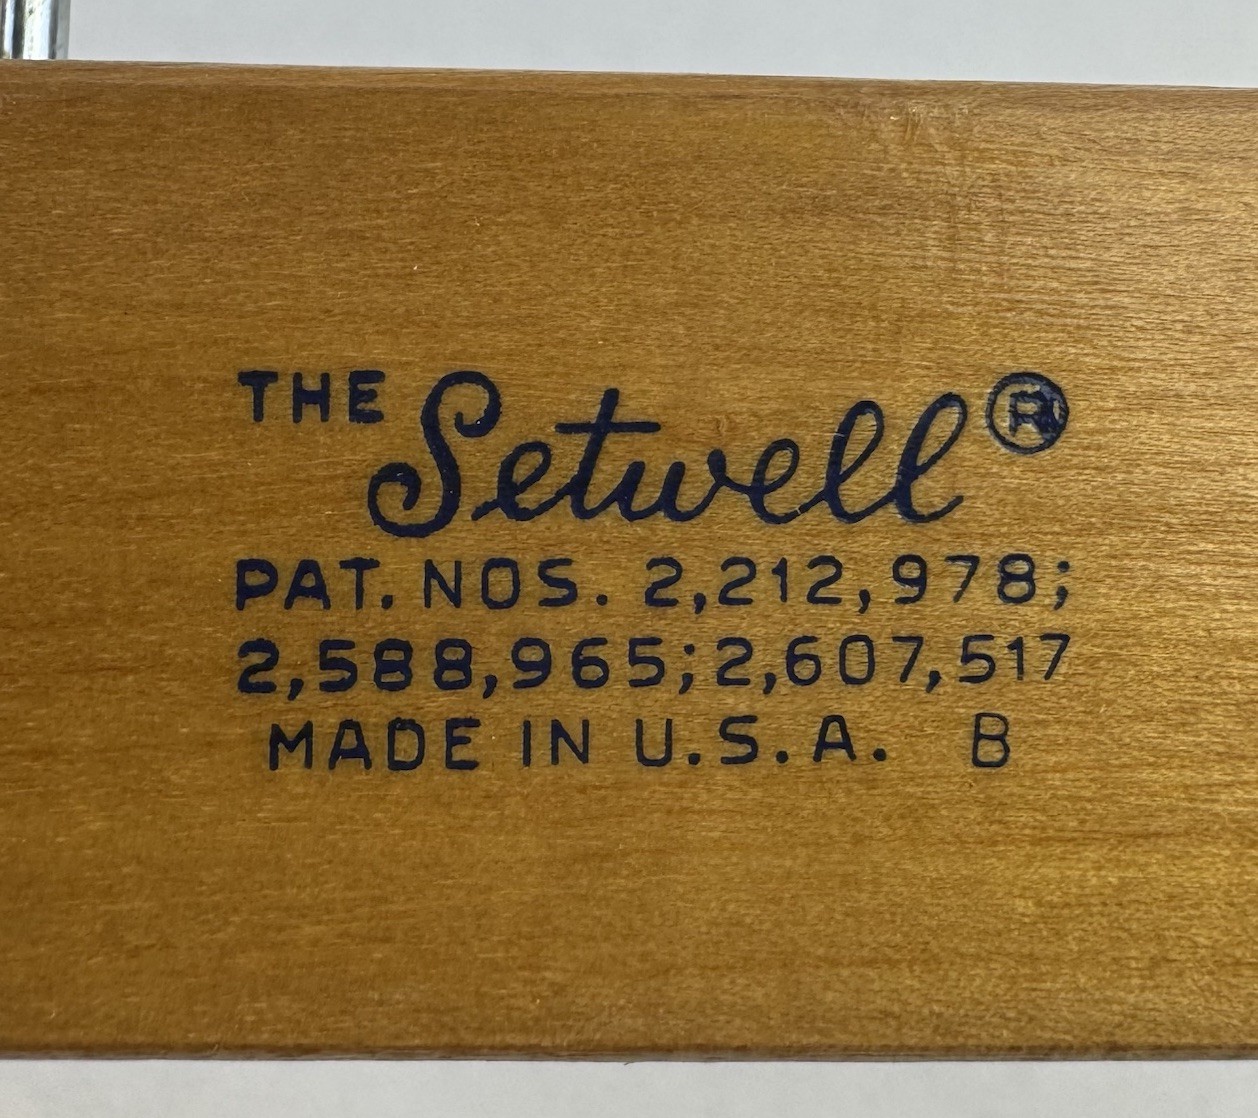 THE Setwell®
PAT. NOS. 2,212,978;
2,588,965;2,607,517
MADE IN U.S.A. B